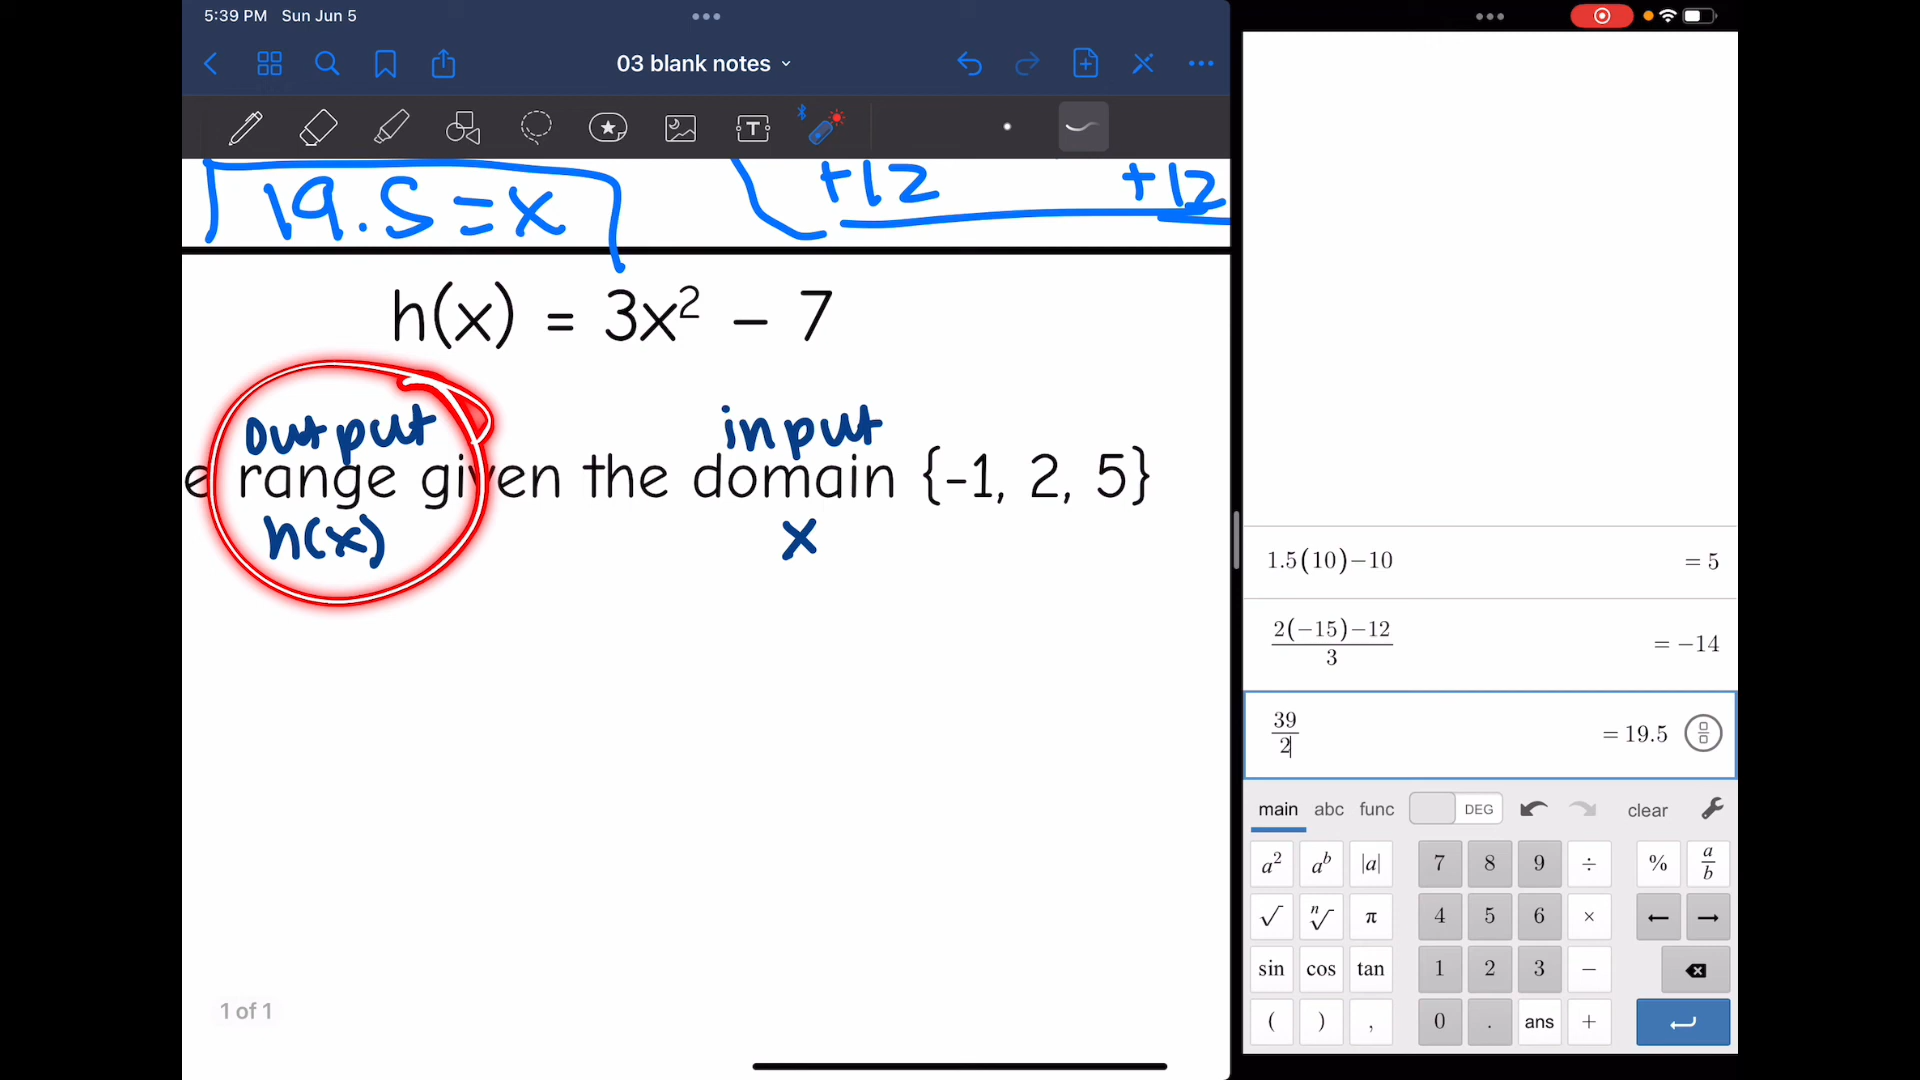 5:39 PM Sun Jun 5
03 blank notes
T
19.5=x
+12 +12
h(x) = 3x² – 7
output input
e range given the domain {-1, 2, 5}
h(x) x
1 of 1
1.5(10)−10 = 5
2(−15)−12
3
= −14
39
2
= 19.5
main abc func DEG clear
a² aᵇ |a| 7 8 9 ÷ % a/b
√ ⁿ√ π 4 5 6 × ← →
sin cos tan 1 2 3 −
( ) , 0 . ans +